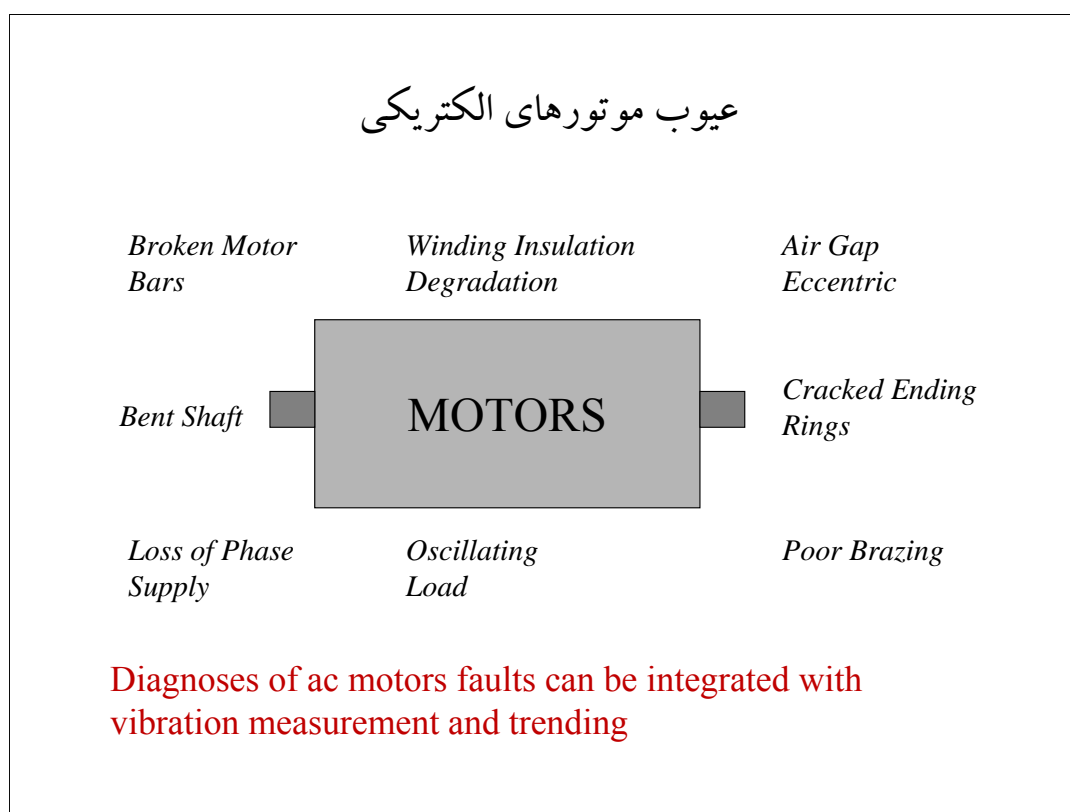 عیوب موتورهای الکتریکی
Broken Motor
Bars
Winding Insulation
Degradation
Air Gap
Eccentric
Bent Shaft
MOTORS
Cracked Ending
Rings
Loss of Phase
Supply
Oscillating
Load
Poor Brazing
Diagnoses of ac motors faults can be integrated with
vibration measurement and trending